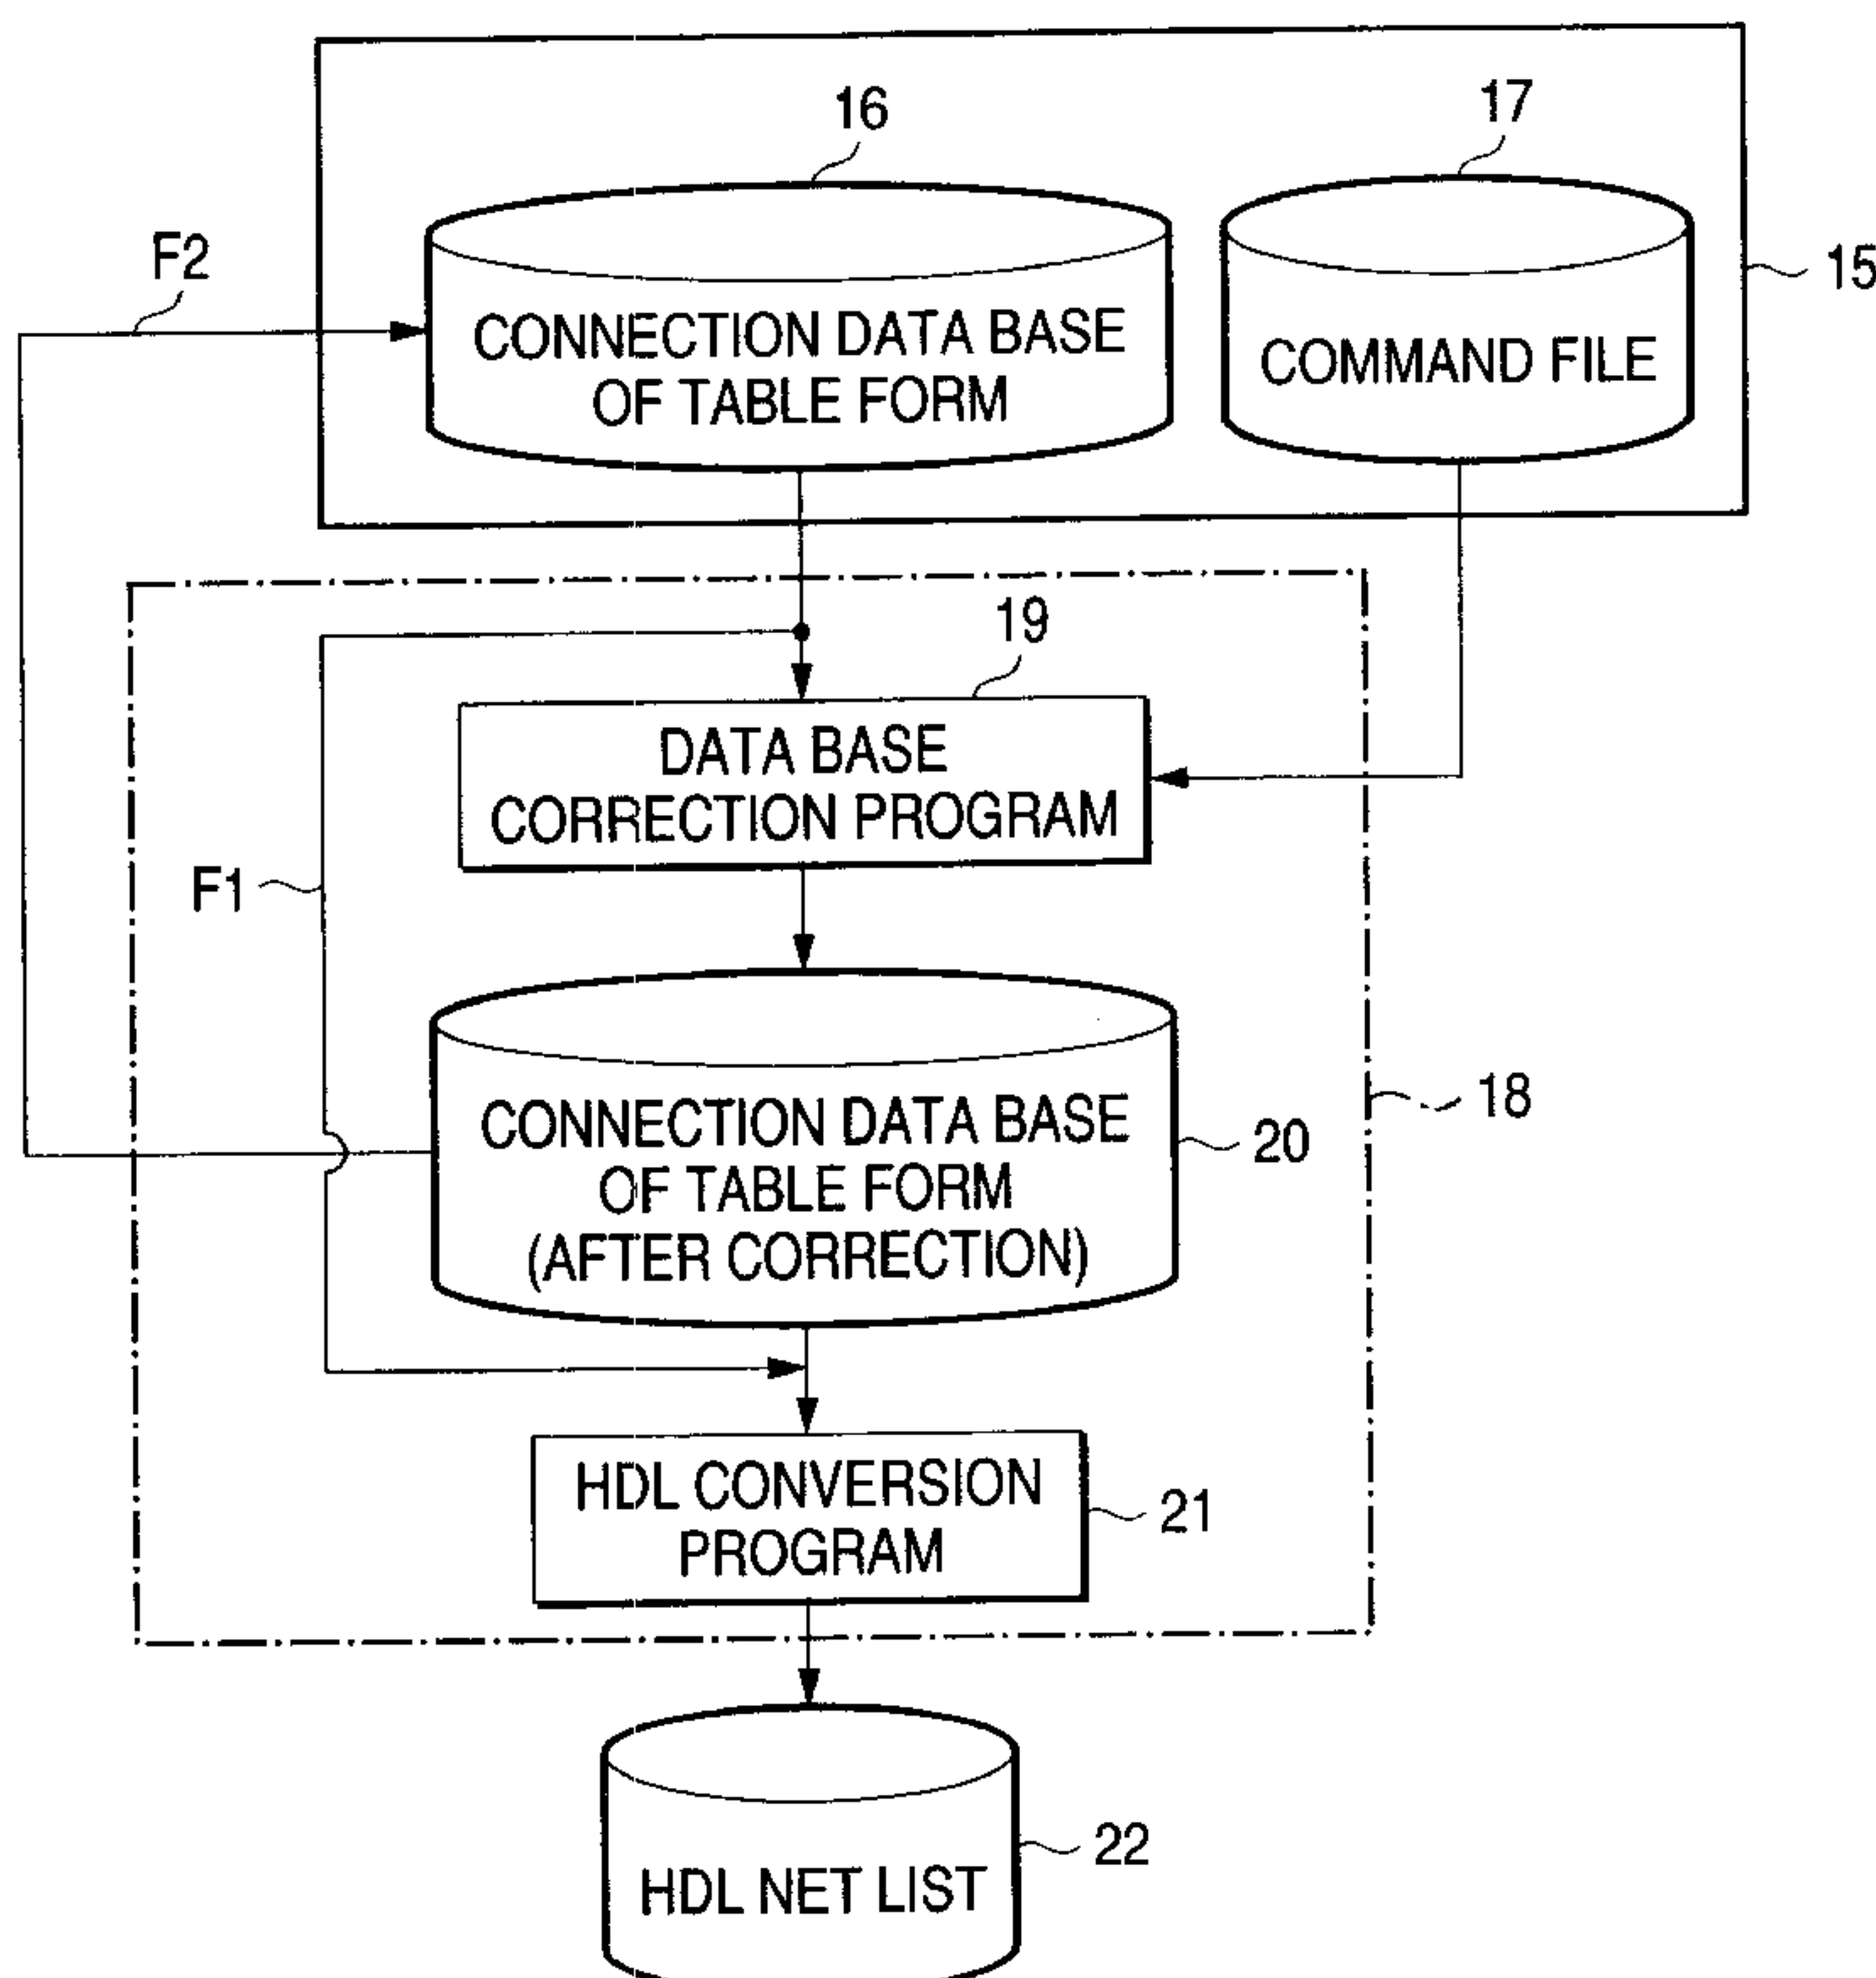 16
17
F2
15
CONNECTION DATA BASE
OF TABLE FORM
COMMAND FILE
19
DATA BASE
CORRECTION PROGRAM
F1
18
CONNECTION DATA BASE
OF TABLE FORM
(AFTER CORRECTION)
20
HDL CONVERSION
PROGRAM
21
22
HDL NET LIST